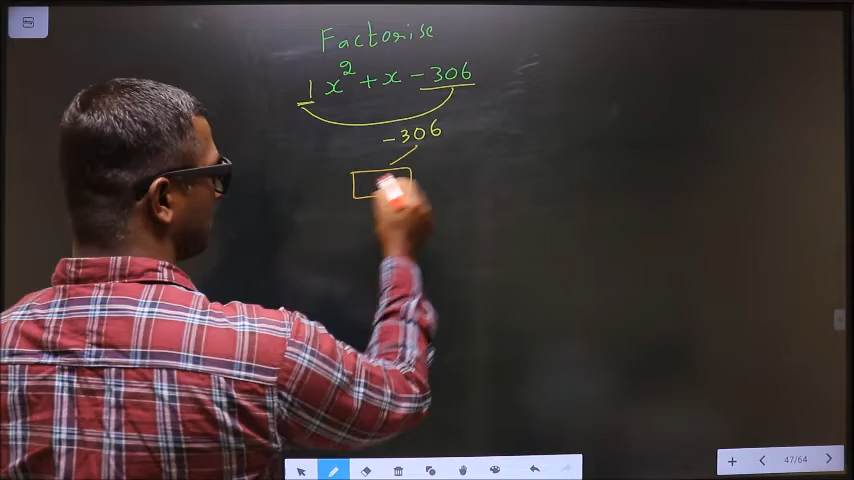 Factorise
1x² + x - 306
-306
47/64